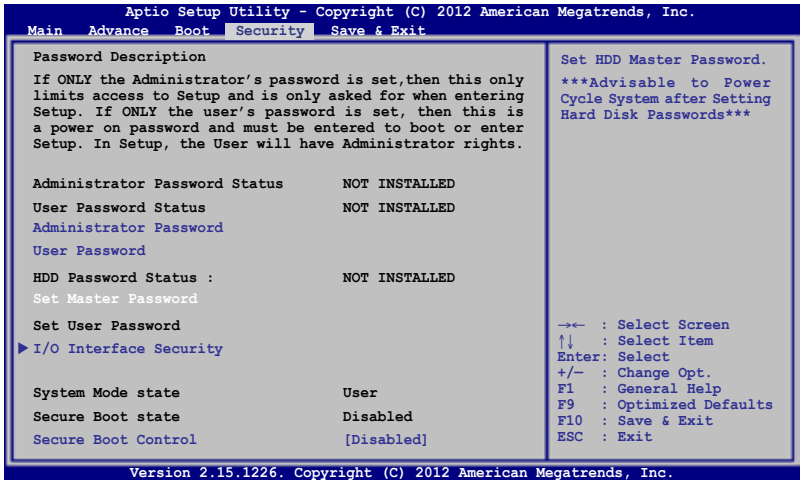 Aptio Setup Utility - Copyright (C) 2012 American Megatrends, Inc.
Main Advance Boot Security Save & Exit
Password Description
If ONLY the Administrator's password is set,then this only
limits access to Setup and is only asked for when entering
Setup. If ONLY the user's password is set, then this is
a power on password and must be entered to boot or enter
Setup. In Setup, the User will have Administrator rights.
Administrator Password Status NOT INSTALLED
User Password Status NOT INSTALLED
Administrator Password
User Password
HDD Password Status : NOT INSTALLED
Set Master Password
Set User Password
I/O Interface Security
System Mode state User
Secure Boot state Disabled
Secure Boot Control [Disabled]
Set HDD Master Password.
***Advisable to Power
Cycle System after Setting
Hard Disk Passwords***
→← : Select Screen
↑↓ : Select Item
Enter: Select
+/— : Change Opt.
F1 : General Help
F9 : Optimized Defaults
F10 : Save & Exit
ESC : Exit
Version 2.15.1226. Copyright (C) 2012 American Megatrends, Inc.